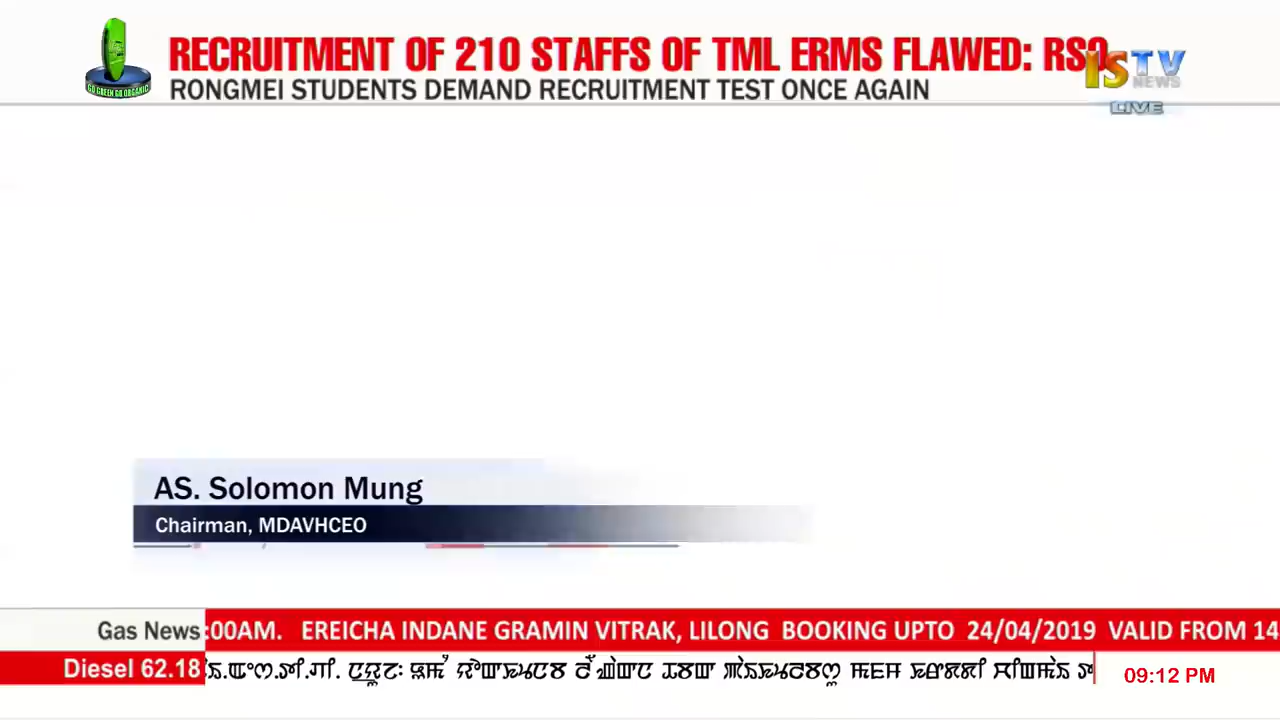 RECRUITMENT OF 210 STAFFS OF TML ERMS FLAWED: RSO
RONGMEI STUDENTS DEMAND RECRUITMENT TEST ONCE AGAIN
ISTV
NEWS
LIVE
GO GREEN GO ORGANIC
AS. Solomon Mung
Chairman, MDAVHCEO
Gas News
:00AM. EREICHA INDANE GRAMIN VITRAK, LILONG BOOKING UPTO 24/04/2019 VALID FROM 14
Diesel 62.18
09:12 PM